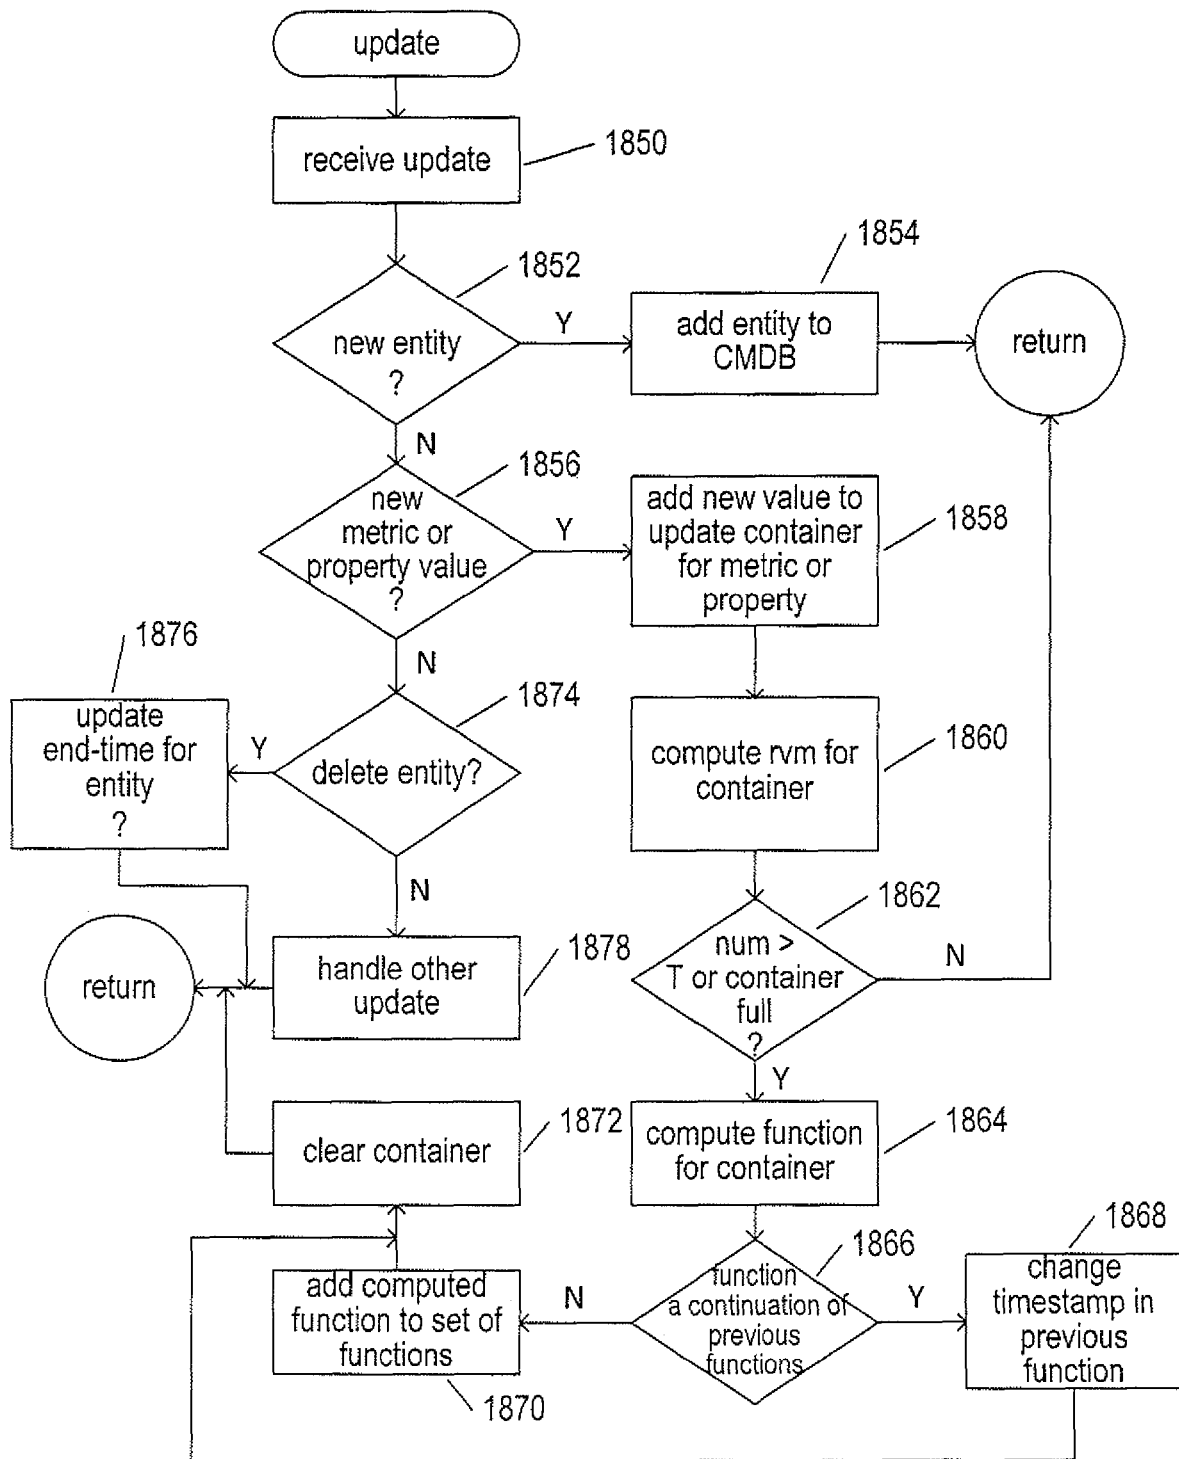 update
receive update
1850
1852
new entity
?
Y
1854
add entity to
CMDB
return
N
1856
new
metric or
property value
?
Y
add new value to
update container
for metric or
property
1858
N
1876
update
end-time for
entity
?
Y
1874
delete entity?
compute rvm for
container
1860
N
1862
num >
T or container
full
?
N
return
handle other
update
1878
Y
clear container
1872
compute function
for container
1864
1866
function
a continuation of
previous
functions
N
Y
1868
change
timestamp in
previous
function
add computed
function to set of
functions
1870